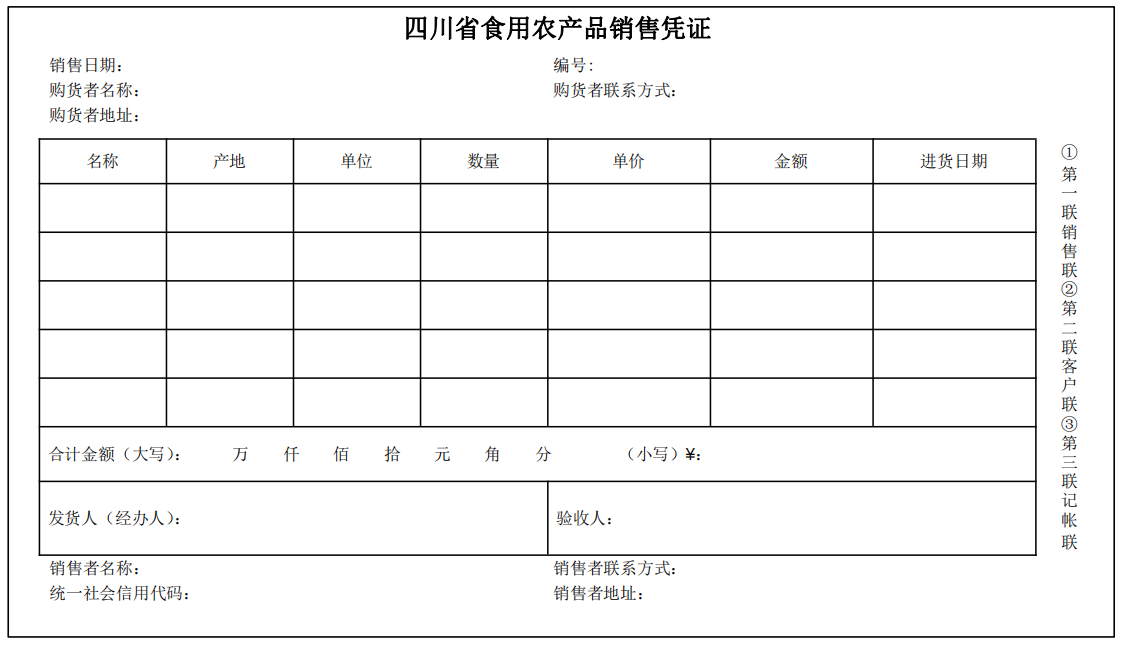 四川省食用农产品销售凭证
销售日期：
编号:
购货者名称：
购货者联系方式：
购货者地址：
名称 产地 单位 数量 单价 金额 进货日期
合计金额（大写）： 万 仟 佰 拾 元 角 分 （小写）¥：
发货人（经办人）：
验收人：
销售者名称：
销售者联系方式：
统一社会信用代码：
销售者地址：
①第一联销售联②第二联客户联③第三联记帐联